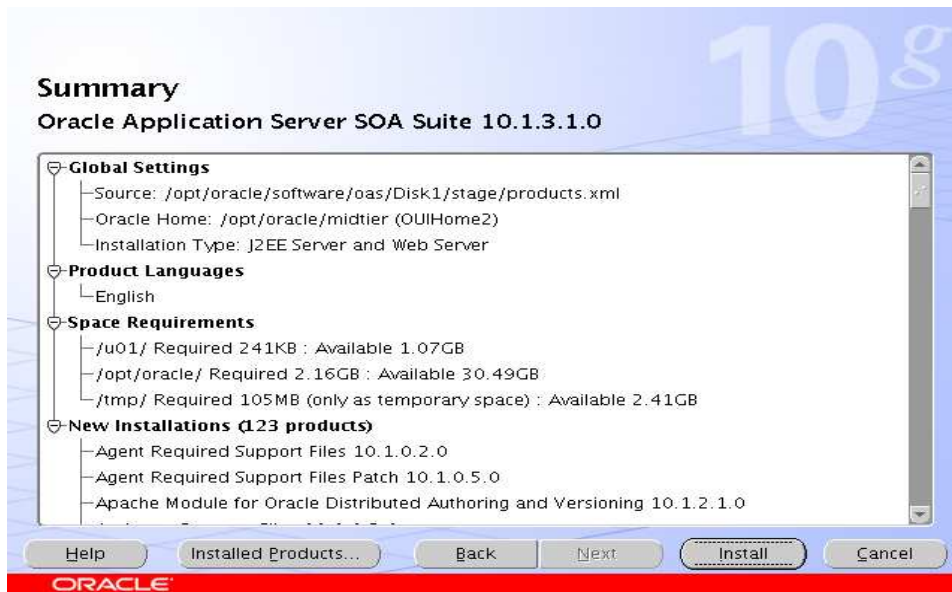 10g
Summary
Oracle Application Server SOA Suite 10.1.3.1.0
Global Settings
Source: /opt/oracle/software/oas/Disk1/stage/products.xml
Oracle Home: /opt/oracle/midtier (OUIHome2)
Installation Type: J2EE Server and Web Server
Product Languages
English
Space Requirements
/u01/ Required 241KB : Available 1.07GB
/opt/oracle/ Required 2.16GB : Available 30.49GB
/tmp/ Required 105MB (only as temporary space) : Available 2.41GB
New Installations (123 products)
Agent Required Support Files 10.1.0.2.0
Agent Required Support Files Patch 10.1.0.5.0
Apache Module for Oracle Distributed Authoring and Versioning 10.1.2.1.0
Help Installed Products... Back Next Install Cancel
ORACLE